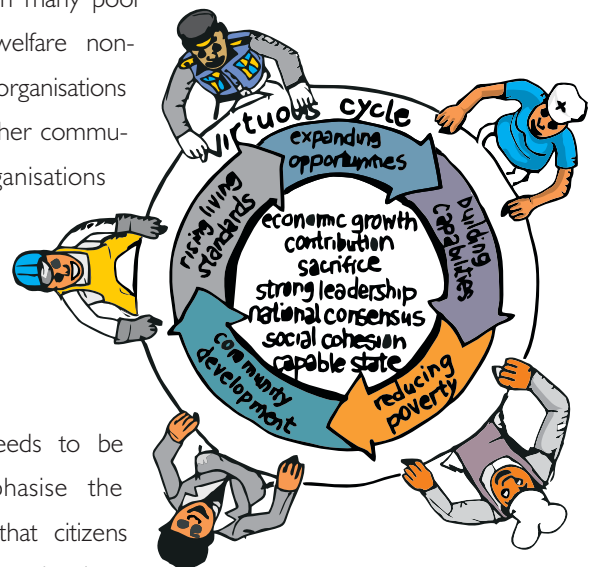 many poor
welfare non-
organisations
commu-
anisations
virtuous cycle
expanding
opportunities
building
capabilities
reducing
poverty
community
development
rising living
standards
economic growth
contribution
sacrifice
strong leadership
national consensus
social cohesion
capable state
eeds to be
phasise the
that citizens